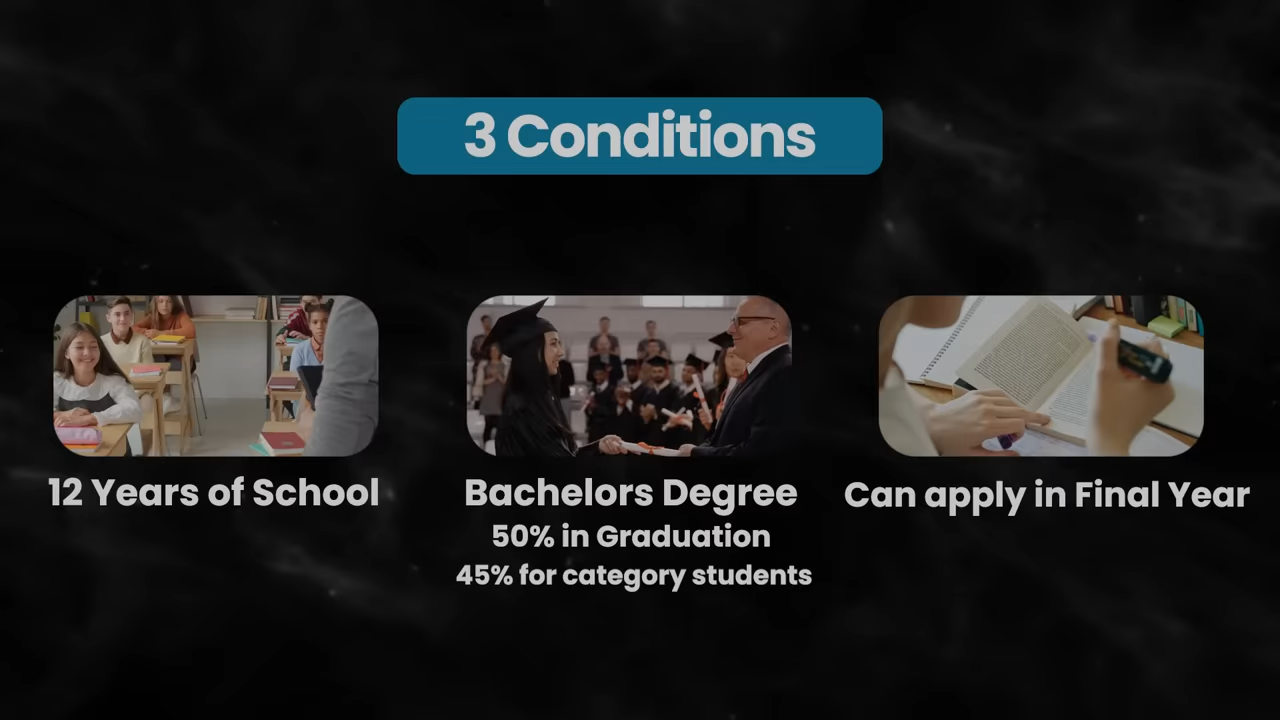 3 Conditions
12 Years of School
Bachelors Degree
50% in Graduation
45% for category students
Can apply in Final Year